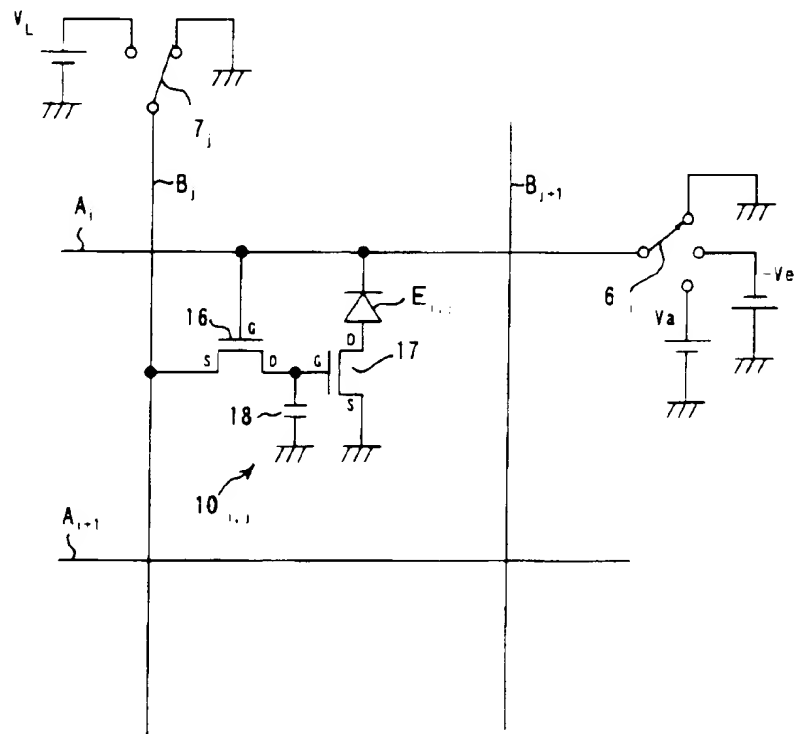 V_L
7_j
B_j
B_j+1
A_i
6_i
-Ve
Va
E_i,j
16
G
S
D
G
D
S
17
18
10_i,j
A_i+1